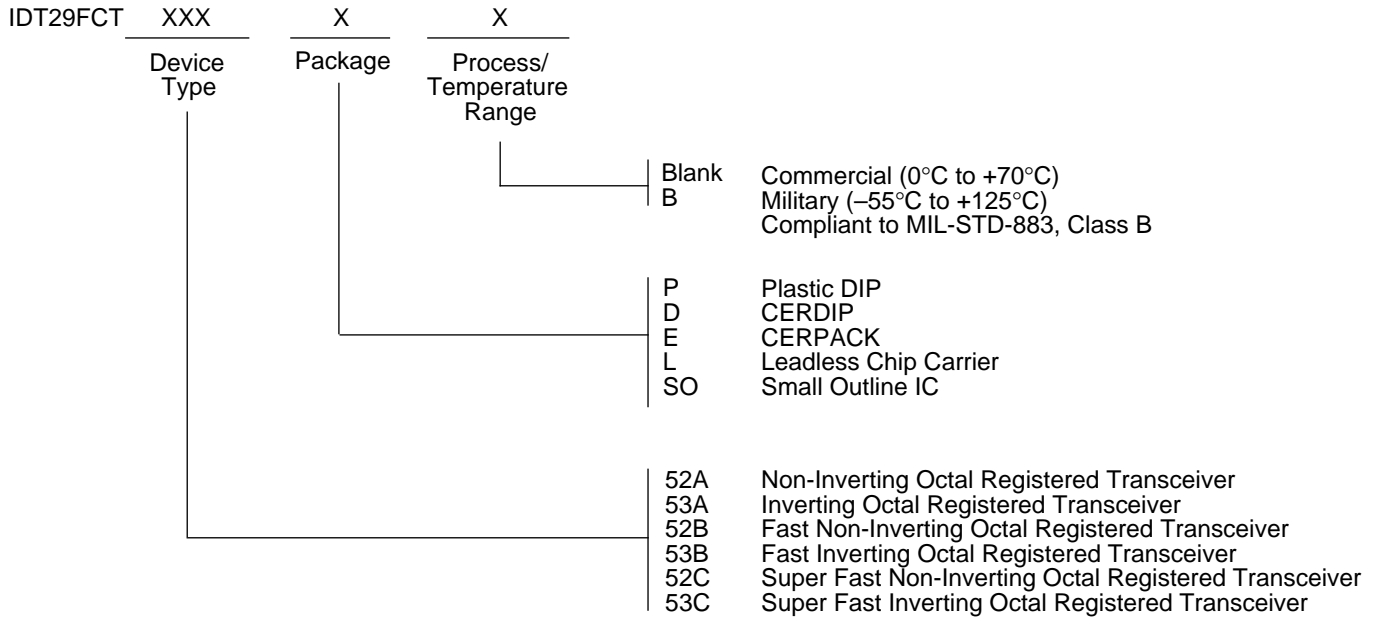 IDT29FCT XXX X X
Device Type
Package
Process/ Temperature Range
Blank Commercial (0°C to +70°C)
B Military (–55°C to +125°C)
Compliant to MIL-STD-883, Class B
P Plastic DIP
D CERDIP
E CERPACK
L Leadless Chip Carrier
SO Small Outline IC
52A Non-Inverting Octal Registered Transceiver
53A Inverting Octal Registered Transceiver
52B Fast Non-Inverting Octal Registered Transceiver
53B Fast Inverting Octal Registered Transceiver
52C Super Fast Non-Inverting Octal Registered Transceiver
53C Super Fast Inverting Octal Registered Transceiver